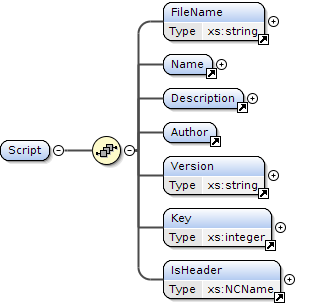 FileName
Type xs:string
Name
Description
Author
Script
Version
Type xs:string
Key
Type xs:integer
IsHeader
Type xs:NCName